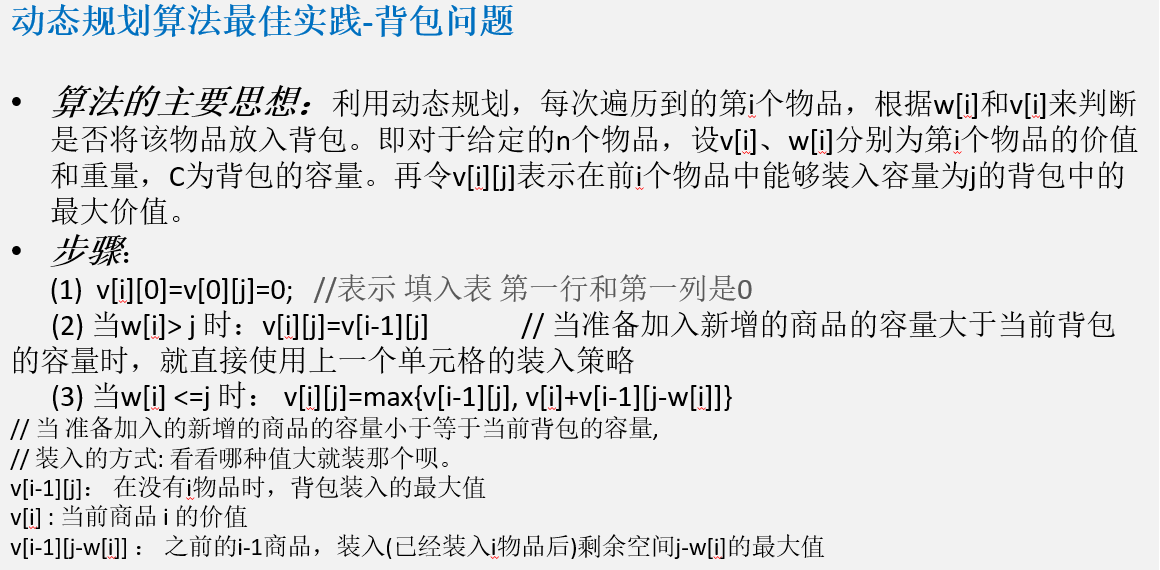 动态规划算法最佳实践-背包问题
• 算法的主要思想：利用动态规划，每次遍历到的第i个物品，根据w[i]和v[i]来判断
是否将该物品放入背包。即对于给定的n个物品，设v[i]、w[i]分别为第i个物品的价值
和重量，C为背包的容量。再令v[i][j]表示在前i个物品中能够装入容量为j的背包中的
最大价值。
• 步骤:
(1) v[i][0]=v[0][j]=0; //表示 填入表 第一行和第一列是0
(2) 当w[i]> j 时：v[i][j]=v[i-1][j] // 当准备加入新增的商品的容量大于当前背包
的容量时，就直接使用上一个单元格的装入策略
(3) 当w[i] <=j 时： v[i][j]=max{v[i-1][j], v[i]+v[i-1][j-w[i]]}
// 当 准备加入的新增的商品的容量小于等于当前背包的容量,
// 装入的方式: 看看哪种值大就装那个呗。
v[i-1][j]： 在没有i物品时，背包装入的最大值
v[i] : 当前商品 i 的价值
v[i-1][j-w[i]] ： 之前的i-1商品，装入(已经装入i物品后)剩余空间j-w[i]的最大值